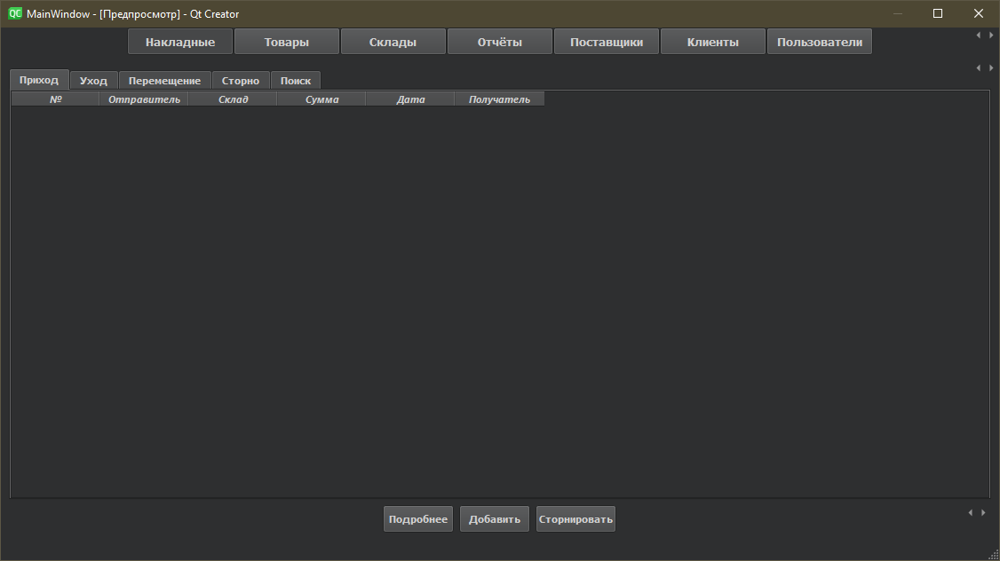 QC MainWindow - [Предпросмотр] - Qt Creator
Накладные Товары Склады Отчёты Поставщики Клиенты Пользователи
Приход Уход Перемещение Сторно Поиск
№ Отправитель Склад Сумма Дата Получатель
Подробнее Добавить Сторнировать